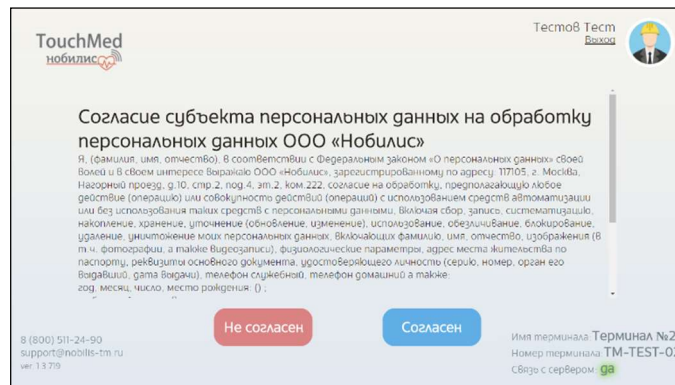 TouchMed
нобилис
Тестов Тест
Выход
Согласие субъекта персональных данных на обработку
персональных данных ООО «Нобилис»
Я, (фамилия, имя, отчество), в соответствии с Федеральным законом «О персональных данных» своей
волей и в своем интересе выражаю ООО «Нобилис», зарегистрированному по адресу: 117105, г. Москва,
Нагорный проезд, д.10, стр.2, под.4, эт.2, ком.222, согласие на обработку, предполагающую любое
действие (операцию) или совокупность действий (операций) с использованием средств автоматизации
или без использования таких средств с персональными данными, включая сбор, запись, систематизацию,
накопление, хранение, уточнение (обновление, изменение), использование, обезличивание, блокирование,
удаление, уничтожение моих персональных данных, включающих фамилию, имя, отчество, изображения (в
т.ч. фотографии, а также видеозаписи), физиологические параметры, адрес места жительства по
паспорту, реквизиты основного документа, удостоверяющего личность (серию, номер, орган его
выдавший, дата выдачи), телефон служебный, телефон домашний а также:
год, месяц, число, место рождения: () ;
Не согласен
Согласен
8 (800) 511-24-90
support@nobilis-tm.ru
ver. 1.3.719
Имя терминала: Терминал №2
Номер терминала: TM-TEST-02
Связь с сервером: да